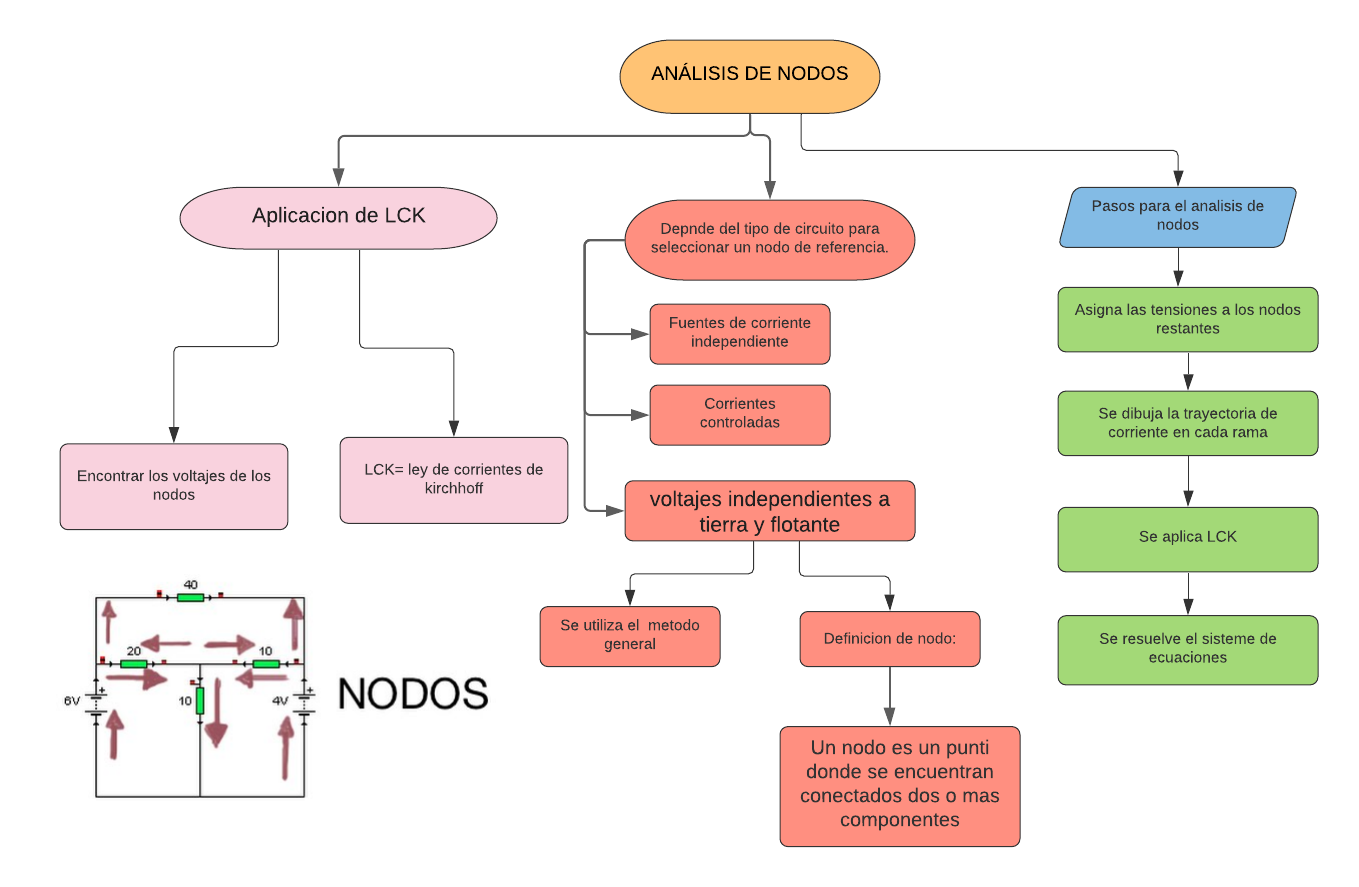 ANÁLISIS DE NODOS
Aplicacion de LCK
Encontrar los voltajes de los
nodos
LCK= ley de corrientes de
kirchhoff
Depnde del tipo de circuito para
seleccionar un nodo de referencia.
Fuentes de corriente
independiente
Corrientes
controladas
voltajes independientes a
tierra y flotante
Se utiliza el metodo
general
Definicion de nodo:
Un nodo es un punti
donde se encuentran
conectados dos o mas
componentes
Pasos para el analisis de
nodos
Asigna las tensiones a los nodos
restantes
Se dibuja la trayectoria de
corriente en cada rama
Se aplica LCK
Se resuelve el sisteme de
ecuaciones
40
20
10
6V
+
10
4V
+
NODOS